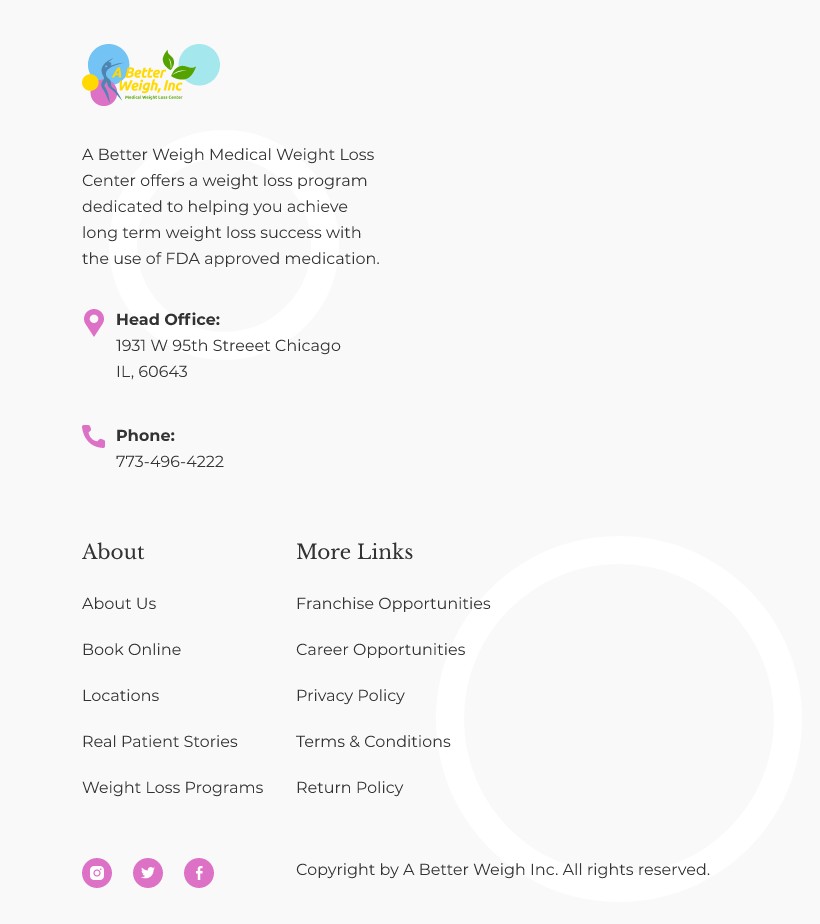 A Better
Weigh, Inc
Medical Weight Loss Center
A Better Weigh Medical Weight Loss
Center offers a weight loss program
dedicated to helping you achieve
long term weight loss success with
the use of FDA approved medication.
Head Office:
1931 W 95th Streeet Chicago
IL, 60643
Phone:
773-496-4222
About
About Us
Book Online
Locations
Real Patient Stories
Weight Loss Programs
More Links
Franchise Opportunities
Career Opportunities
Privacy Policy
Terms & Conditions
Return Policy
Copyright by A Better Weigh Inc. All rights reserved.